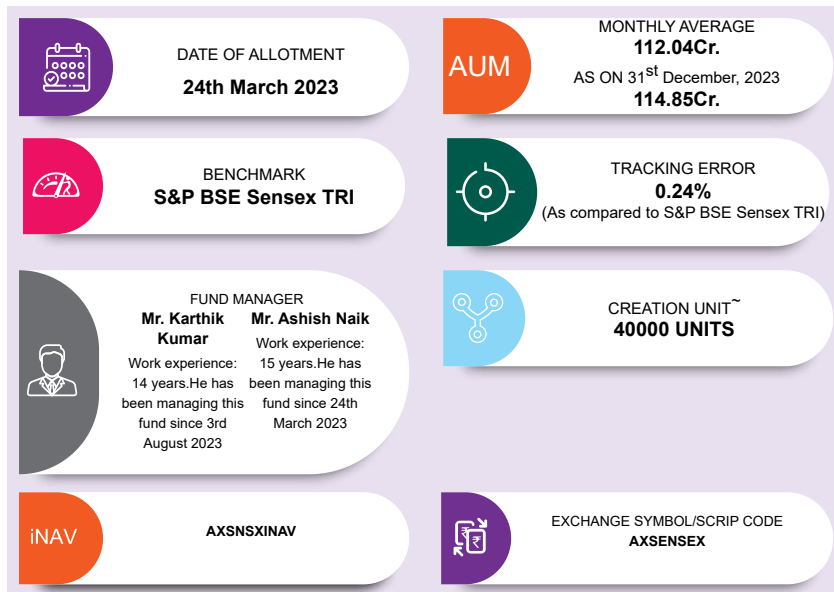 DATE OF ALLOTMENT
24th March 2023
AUM
MONTHLY AVERAGE
112.04Cr.
AS ON 31st December, 2023
114.85Cr.
BENCHMARK
S&P BSE Sensex TRI
TRACKING ERROR
0.24%
(As compared to S&P BSE Sensex TRI)
FUND MANAGER
Mr. Karthik
Kumar
Work experience:
14 years.He has
been managing this
fund since 3rd
August 2023
Mr. Ashish Naik
Work experience:
15 years.He has
been managing this
fund since 24th
March 2023
CREATION UNIT~
40000 UNITS
iNAV
AXSNSXINAV
₹
₹
EXCHANGE SYMBOL/SCRIP CODE
AXSENSEX